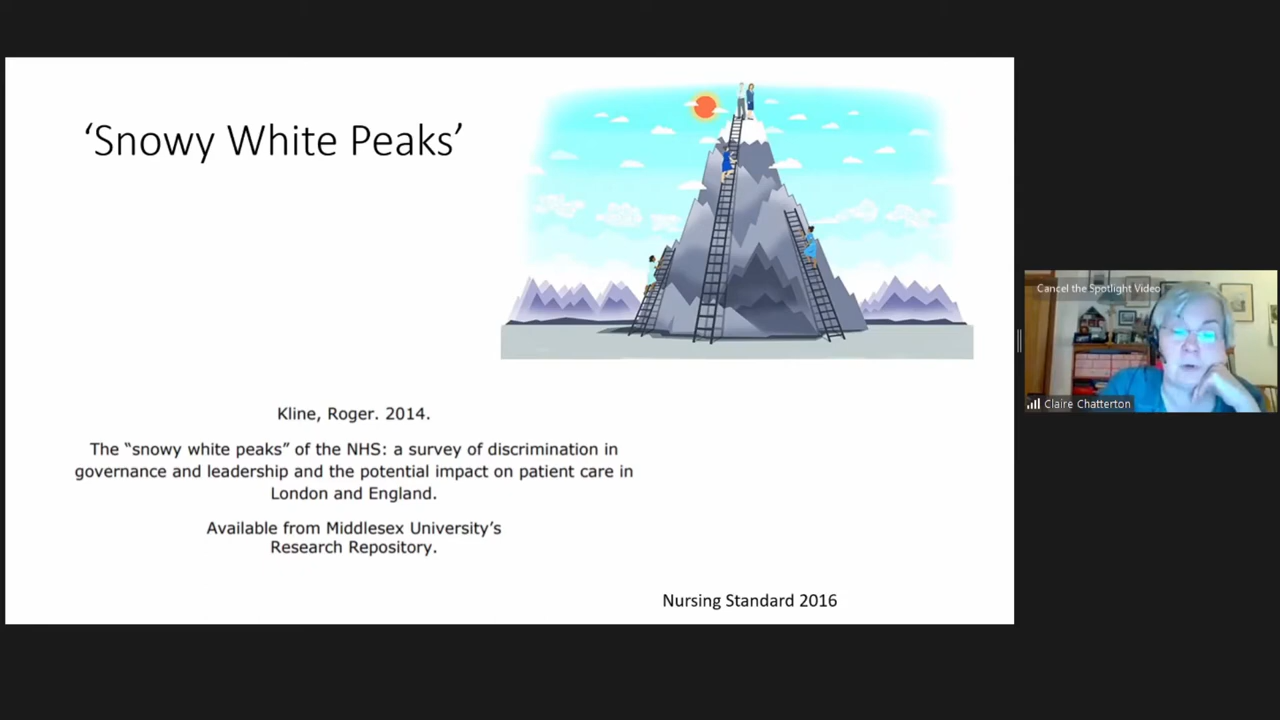 ‘Snowy White Peaks’
Kline, Roger. 2014.
The “snowy white peaks” of the NHS: a survey of discrimination in
governance and leadership and the potential impact on patient care in
London and England.
Available from Middlesex University’s
Research Repository.
Nursing Standard 2016
Cancel the Spotlight Video
Claire Chatterton